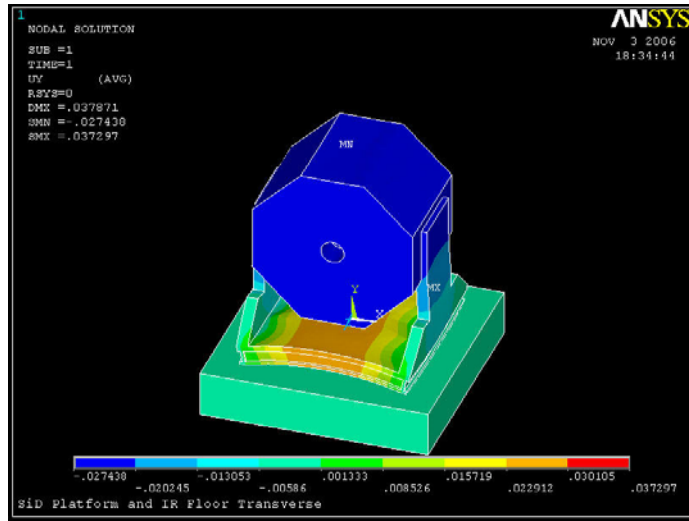 1
NODAL SOLUTION
SUB =1
TIME=1
UY (AVG)
RSYS=0
DMX =.037871
SMN =-.027438
SMX =.037297
ANSYS
NOV 3 2006
18:34:44
MN
MX
Y
X
Z
-.027438 -.013053 .001333 .015719 .030105
-.020245 -.00586 .008526 .022912 .037297
SiD Platform and IR Floor Transverse